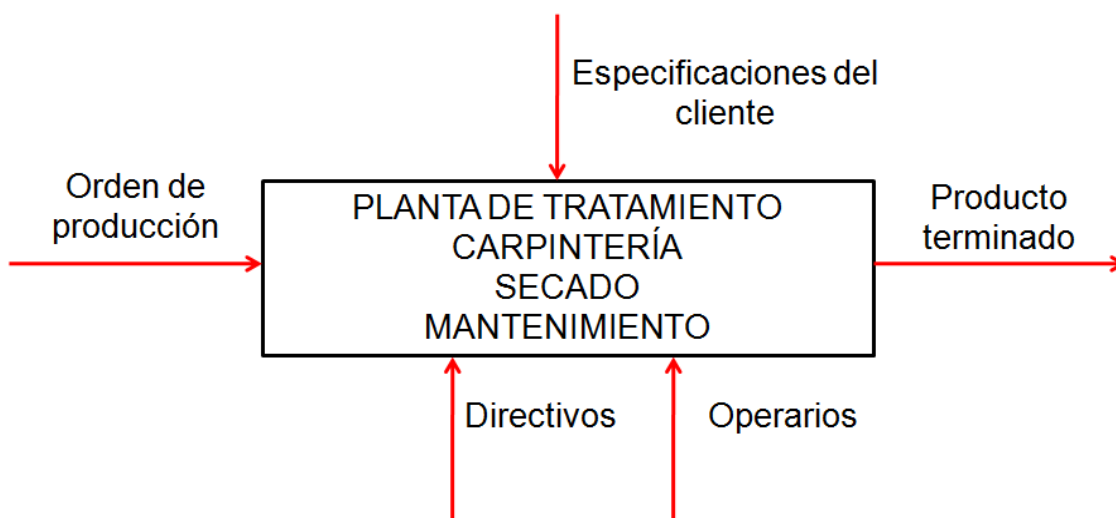 Especificaciones del
cliente
Orden de
producción
PLANTA DE TRATAMIENTO
CARPINTERÍA
SECADO
MANTENIMIENTO
Producto
terminado
Directivos
Operarios